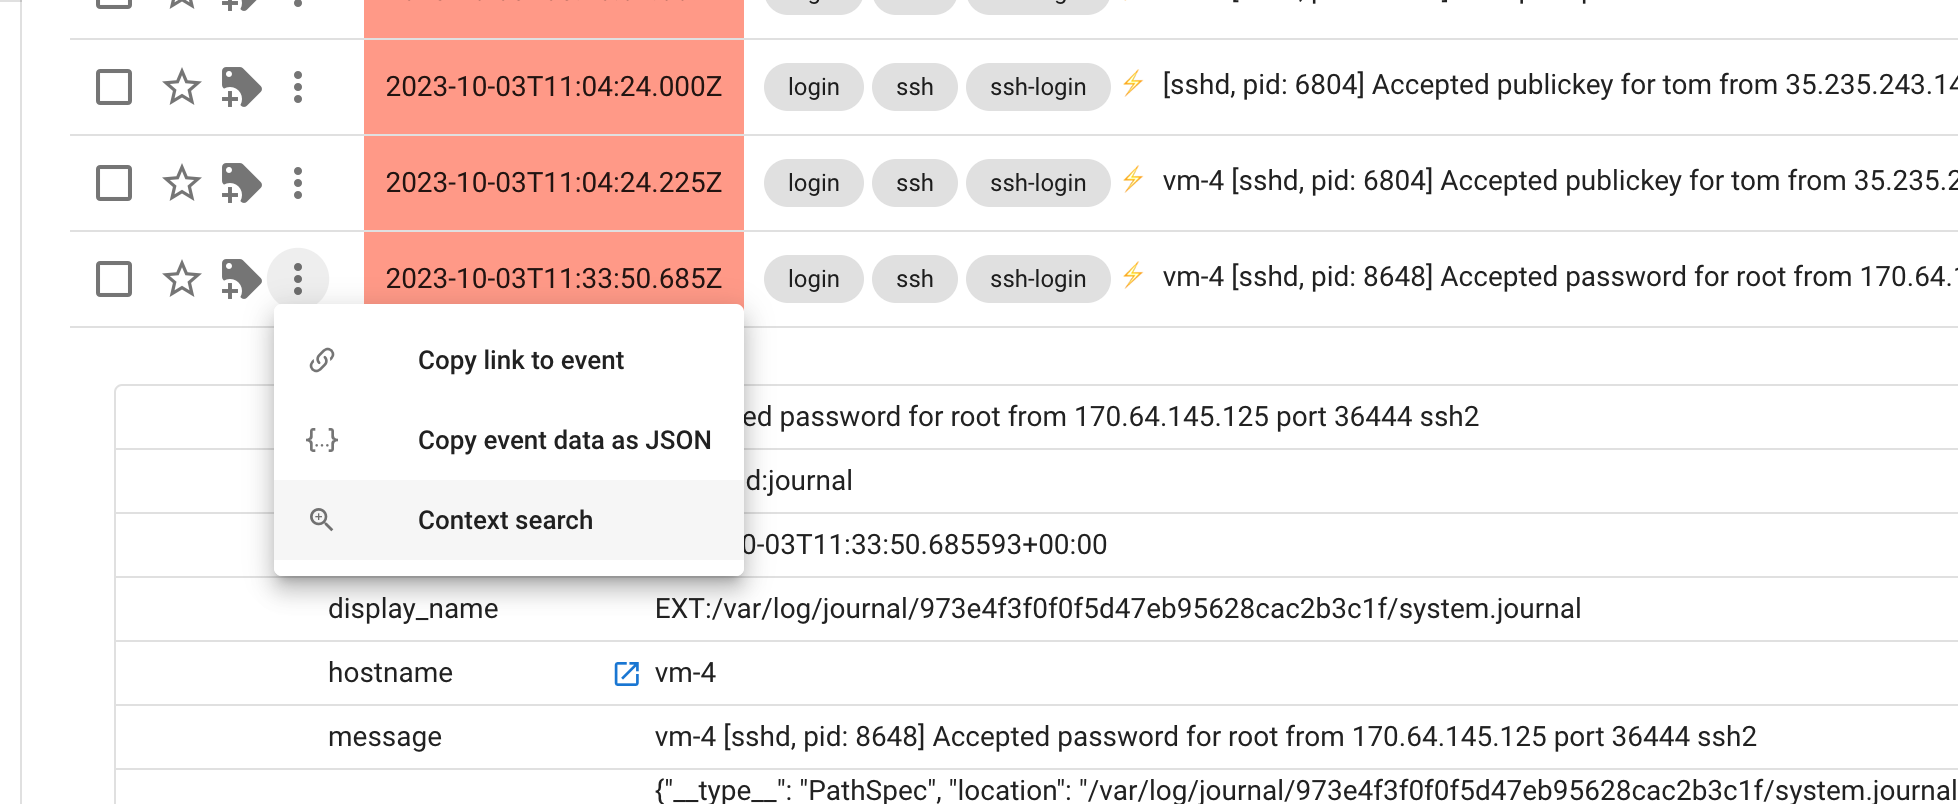 2023-10-03T11:04:24.000Z login ssh ssh-login [sshd, pid: 6804] Accepted publickey for tom from 35.235.243.14
2023-10-03T11:04:24.225Z login ssh ssh-login vm-4 [sshd, pid: 6804] Accepted publickey for tom from 35.235.2
2023-10-03T11:33:50.685Z login ssh ssh-login vm-4 [sshd, pid: 8648] Accepted password for root from 170.64.
Copy link to event
ed password for root from 170.64.145.125 port 36444 ssh2
{...} Copy event data as JSON
d:journal
Context search
0-03T11:33:50.685593+00:00
display_name EXT:/var/log/journal/973e4f3f0f0f5d47eb95628cac2b3c1f/system.journal
hostname vm-4
message vm-4 [sshd, pid: 8648] Accepted password for root from 170.64.145.125 port 36444 ssh2
{"__type__": "PathSpec", "location": "/var/log/journal/973e4f3f0f0f5d47eb95628cac2b3c1f/system.journal